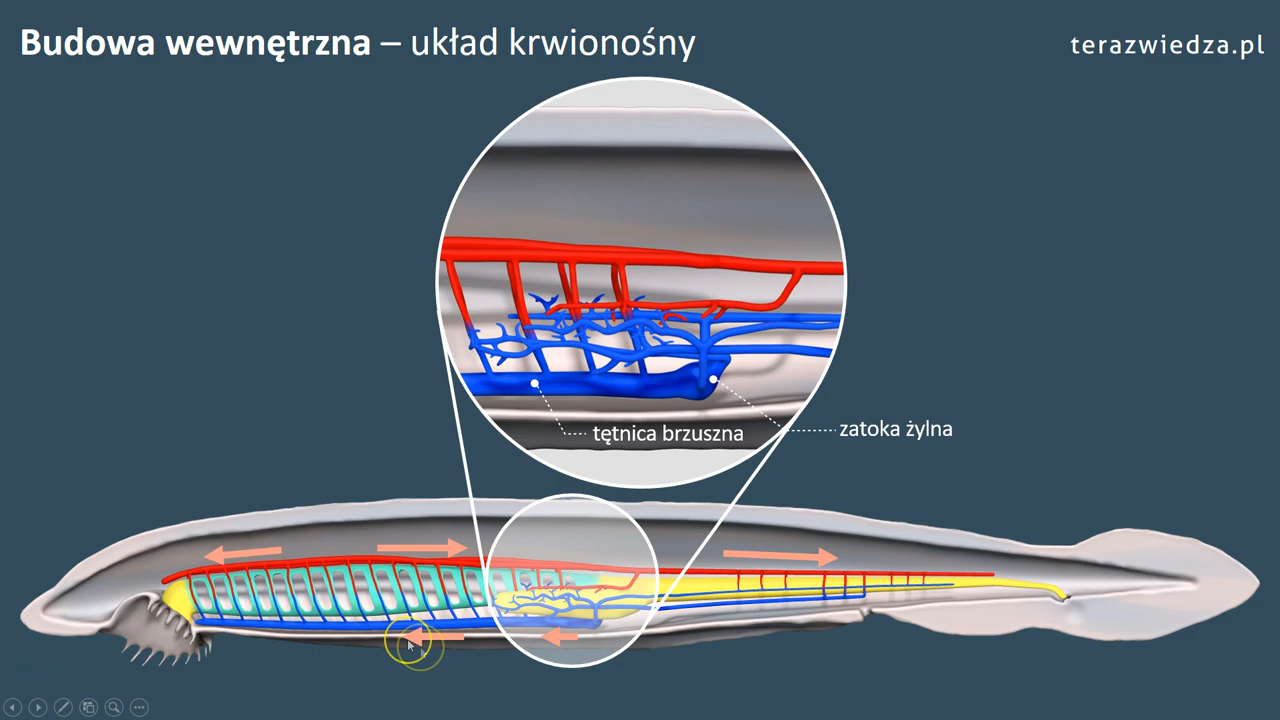 Budowa wewnętrzna – układ krwionośny
terazwiedza.pl
tętnica brzuszna
zatoka żylna